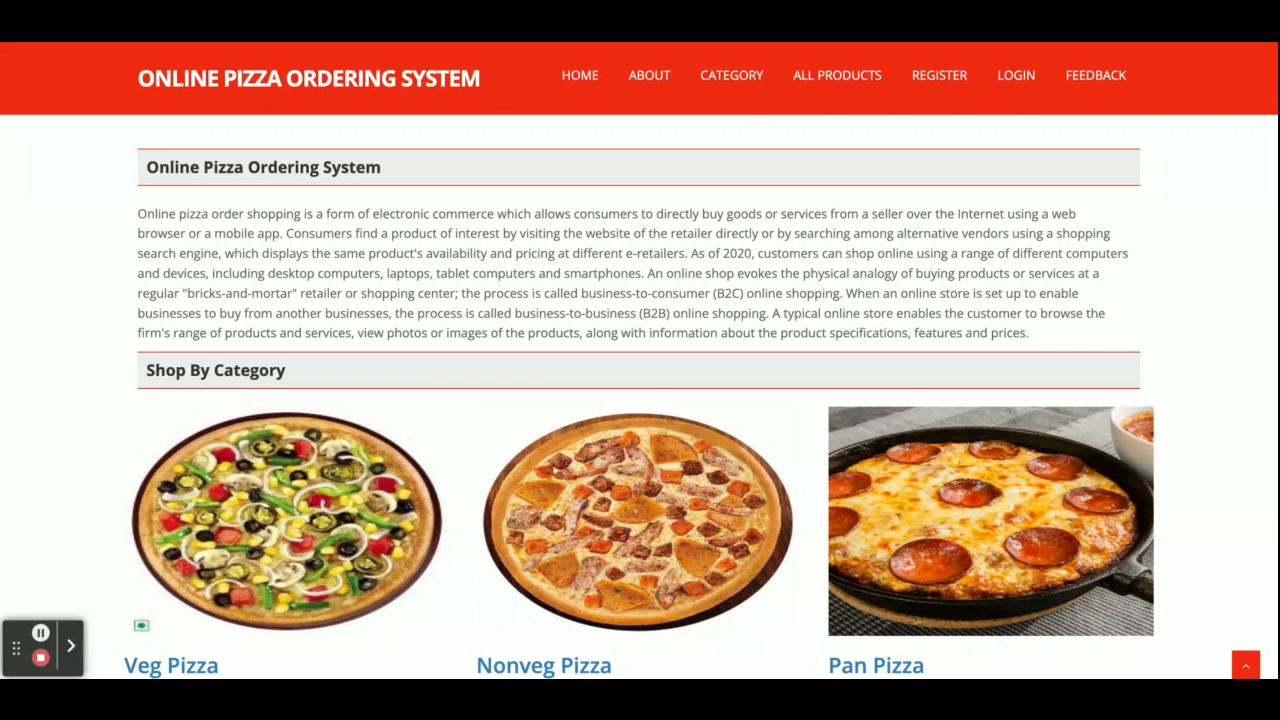 ONLINE PIZZA ORDERING SYSTEM
HOME ABOUT CATEGORY ALL PRODUCTS REGISTER LOGIN FEEDBACK
Online Pizza Ordering System
Online pizza order shopping is a form of electronic commerce which allows consumers to directly buy goods or services from a seller over the Internet using a web
browser or a mobile app. Consumers find a product of interest by visiting the website of the retailer directly or by searching among alternative vendors using a shopping
search engine, which displays the same product's availability and pricing at different e-retailers. As of 2020, customers can shop online using a range of different computers
and devices, including desktop computers, laptops, tablet computers and smartphones. An online shop evokes the physical analogy of buying products or services at a
regular "bricks-and-mortar" retailer or shopping center; the process is called business-to-consumer (B2C) online shopping. When an online store is set up to enable
businesses to buy from another businesses, the process is called business-to-business (B2B) online shopping. A typical online store enables the customer to browse the
firm's range of products and services, view photos or images of the products, along with information about the product specifications, features and prices.
Shop By Category
Veg Pizza
Nonveg Pizza
Pan Pizza